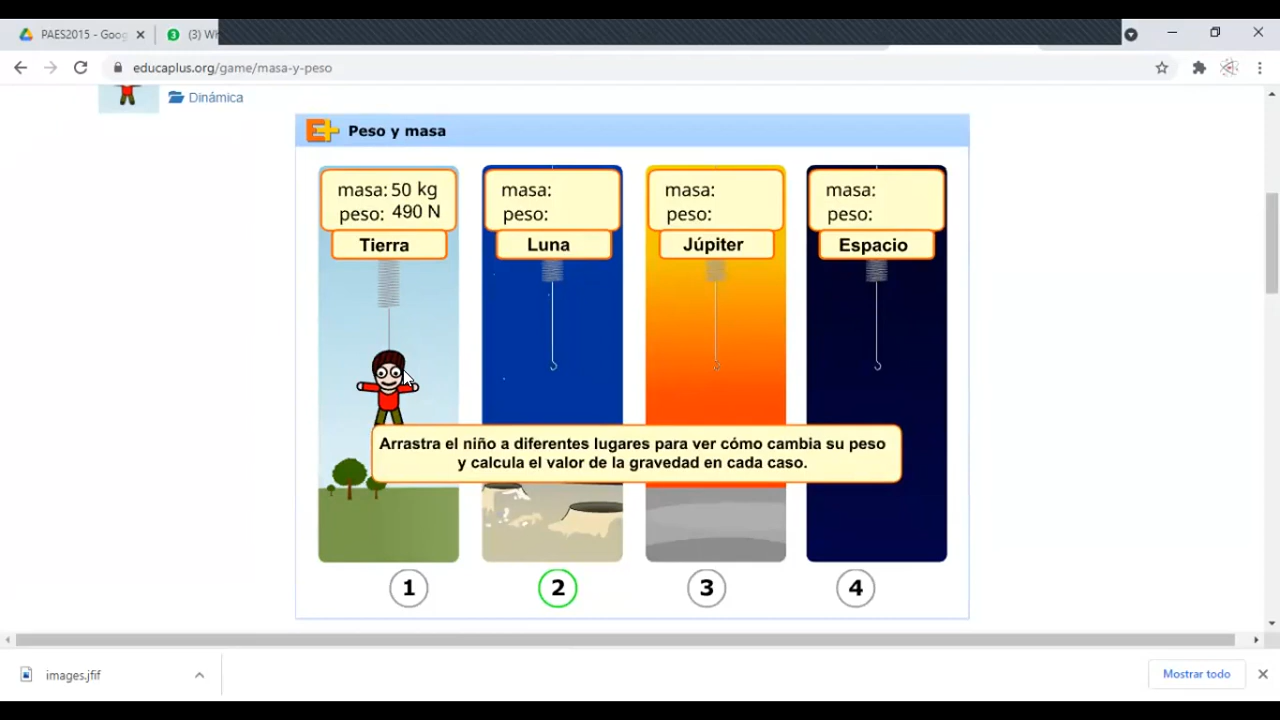 PAES2015 - Goog
3
(3) Wh
educaplus.org/game/masa-y-peso
Dinámica
E+ Peso y masa
masa: 50 kg
peso: 490 N
Tierra
masa:
peso:
Luna
masa:
peso:
Júpiter
masa:
peso:
Espacio
Arrastra el niño a diferentes lugares para ver cómo cambia su peso
y calcula el valor de la gravedad en cada caso.
1
2
3
4
images.jfif
Mostrar todo